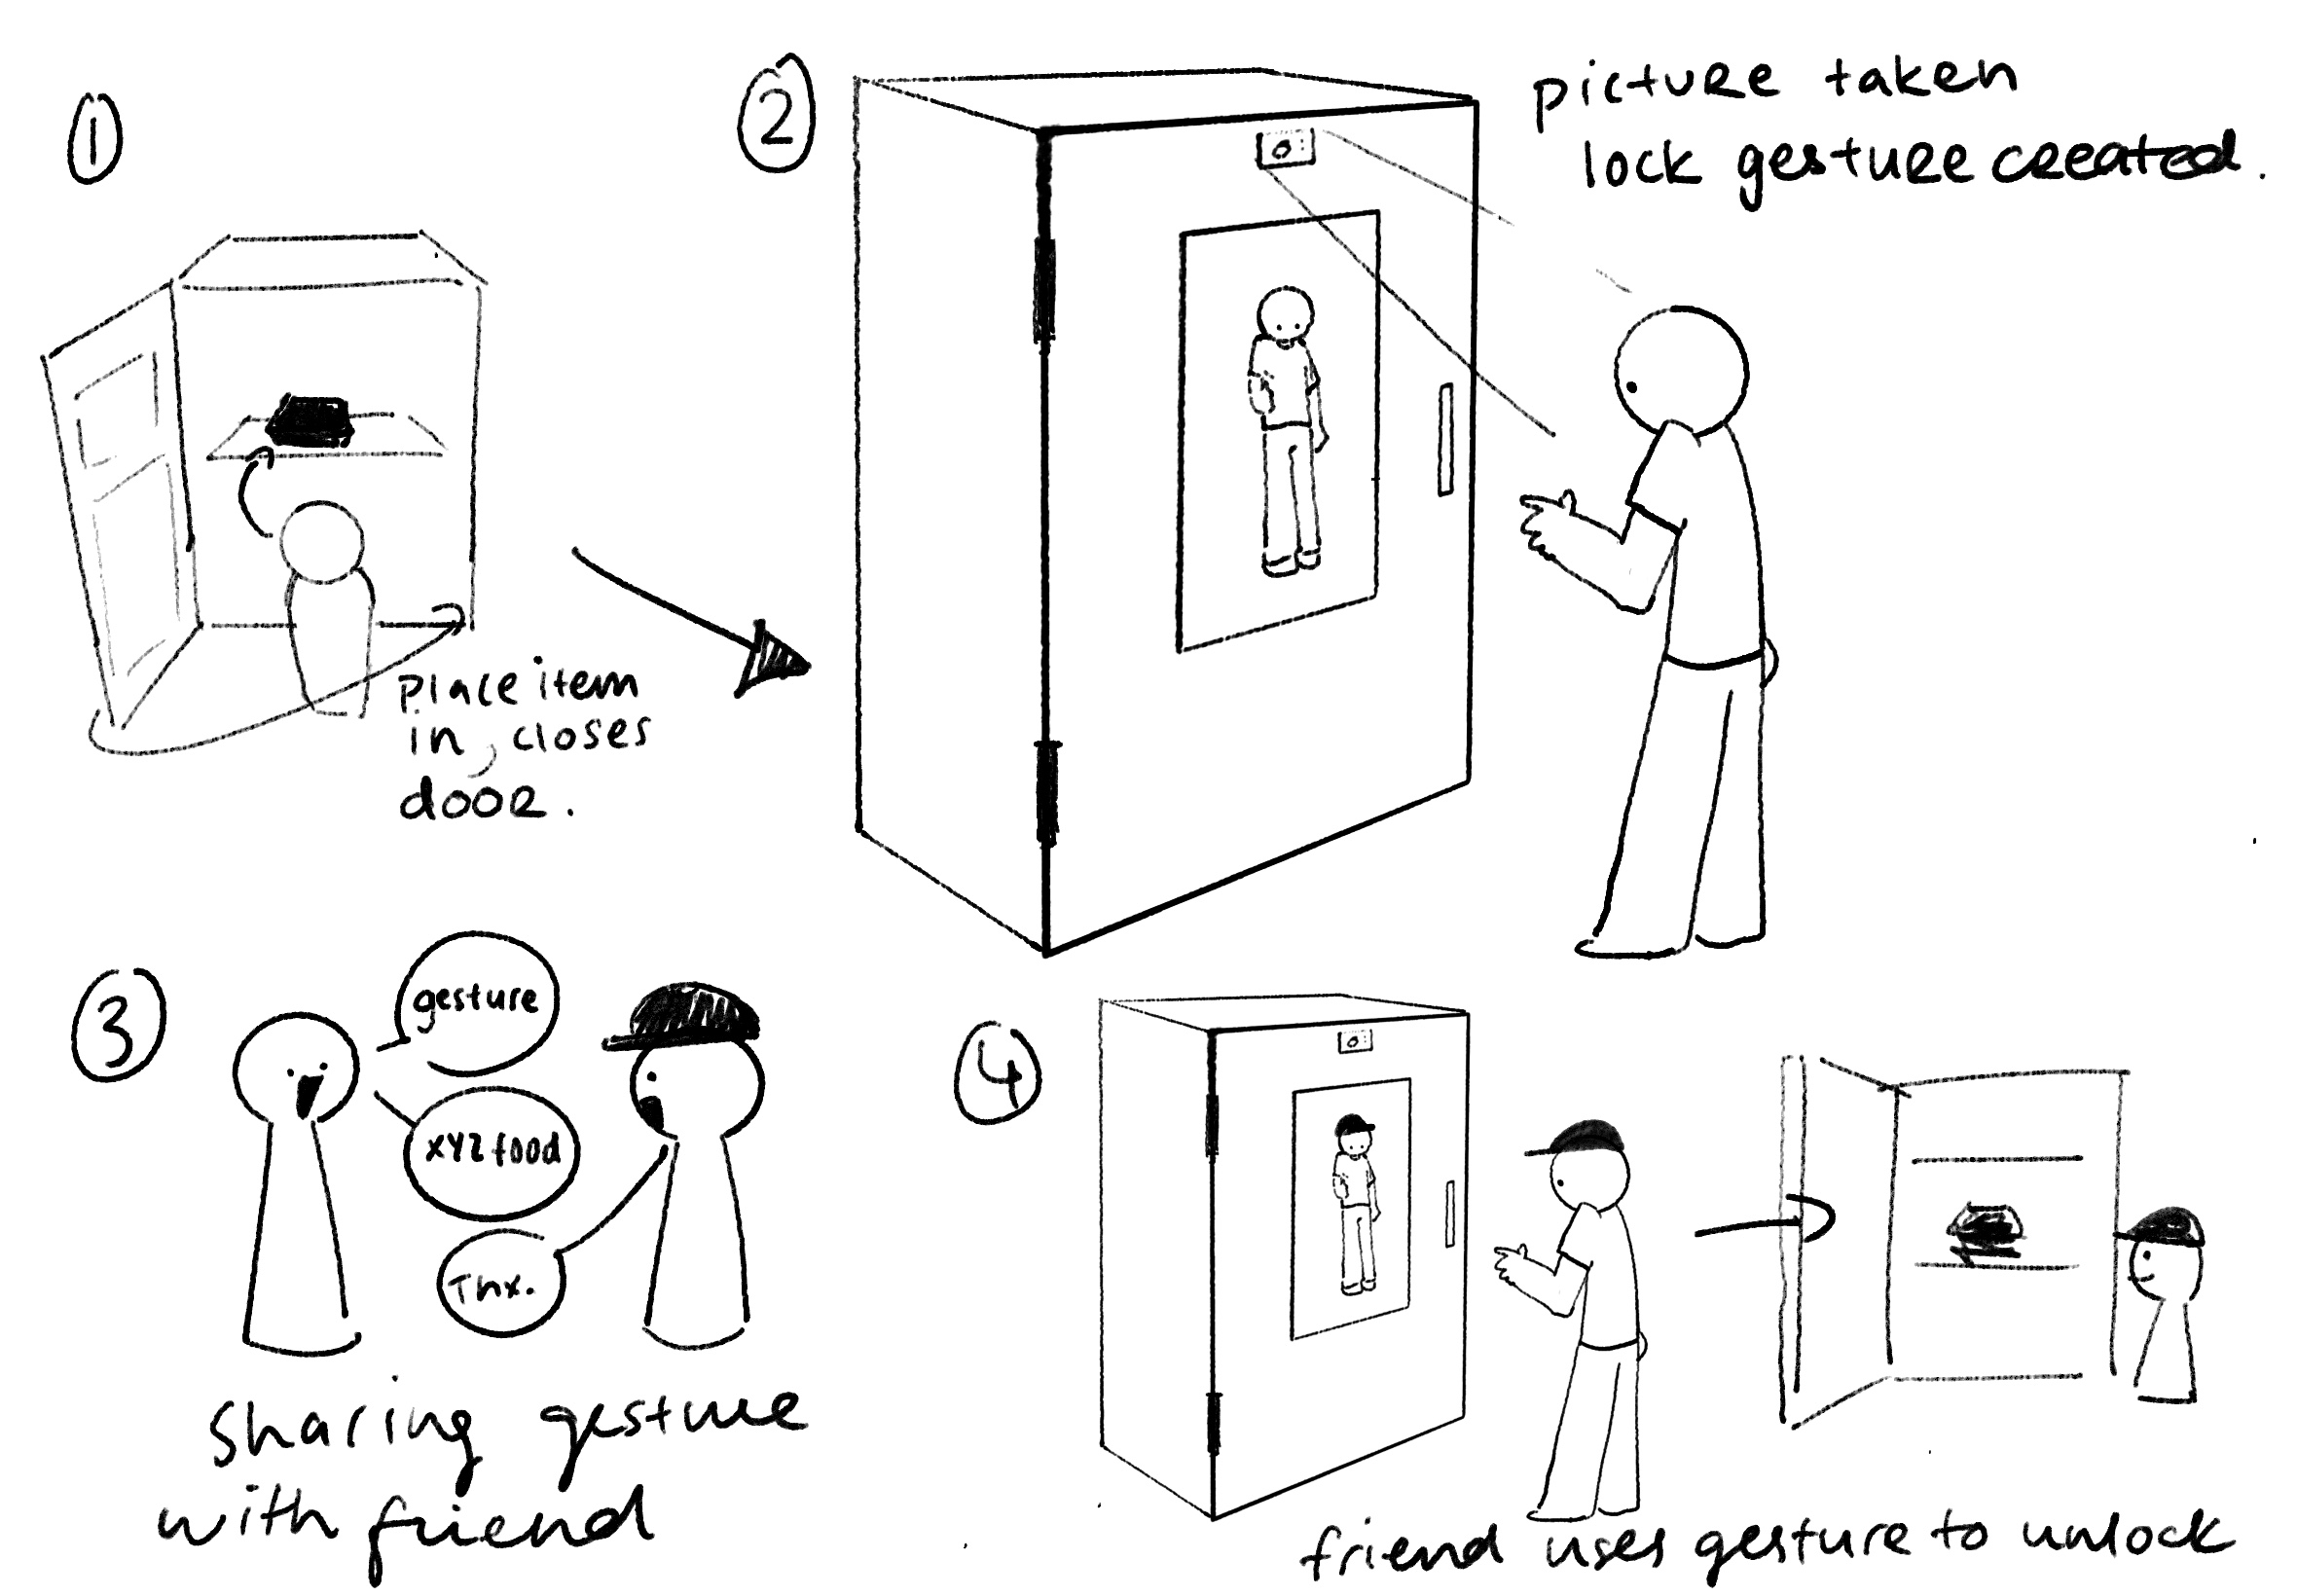 1
place item
in, closes
door.
2
picture taken
lock gesture created.
3
gesture
xyz food
Thx.
sharing gesture
with friend
4
friend uses gesture to unlock